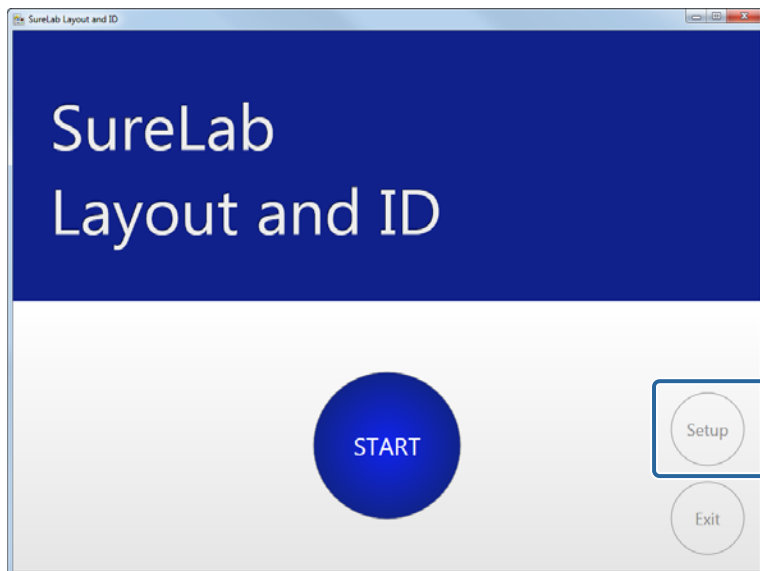 SureLab Layout and ID
SureLab
Layout and ID
START
Setup
Exit